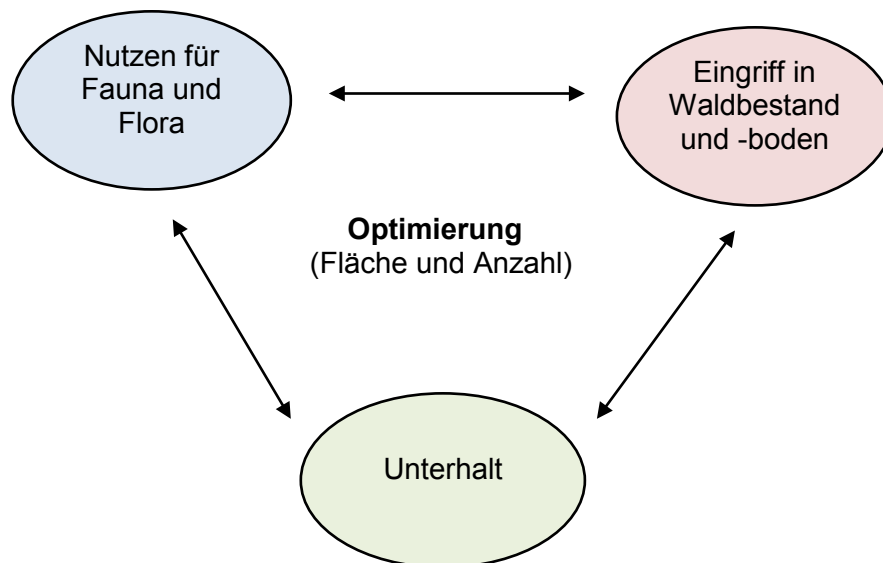 Nutzen für
Fauna und
Flora
Eingriff in
Waldbestand
und -boden
Optimierung
(Fläche und Anzahl)
Unterhalt